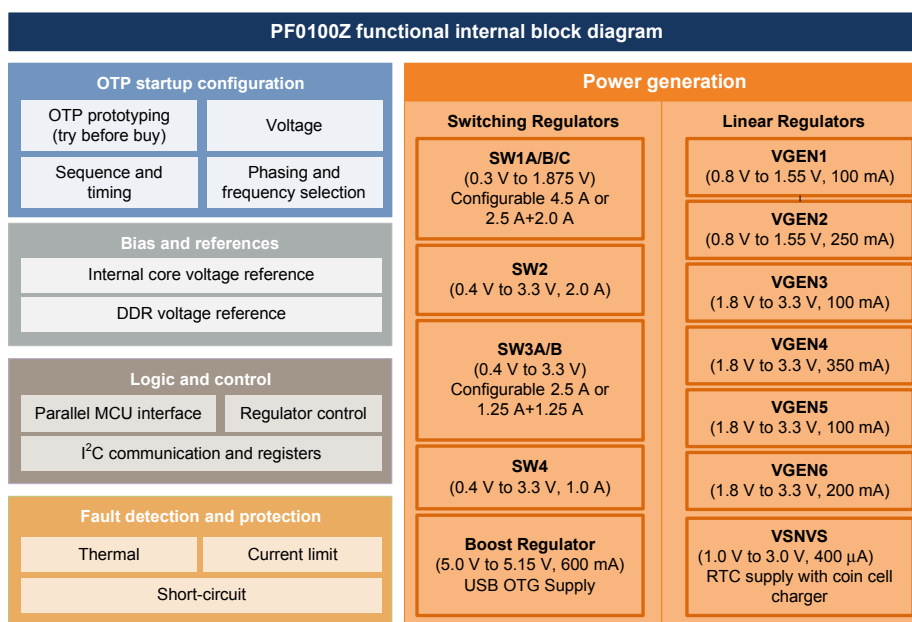 PF0100Z functional internal block diagram
OTP startup configuration
OTP prototyping
(try before buy)
Voltage
Sequence and
timing
Phasing and
frequency selection
Bias and references
Internal core voltage reference
DDR voltage reference
Logic and control
Parallel MCU interface
Regulator control
I²C communication and registers
Fault detection and protection
Thermal
Current limit
Short-circuit
Power generation
Switching Regulators
SW1A/B/C
(0.3 V to 1.875 V)
Configurable 4.5 A or
2.5 A+2.0 A
SW2
(0.4 V to 3.3 V, 2.0 A)
SW3A/B
(0.4 V to 3.3 V)
Configurable 2.5 A or
1.25 A+1.25 A
SW4
(0.4 V to 3.3 V, 1.0 A)
Boost Regulator
(5.0 V to 5.15 V, 600 mA)
USB OTG Supply
Linear Regulators
VGEN1
(0.8 V to 1.55 V, 100 mA)
VGEN2
(0.8 V to 1.55 V, 250 mA)
VGEN3
(1.8 V to 3.3 V, 100 mA)
VGEN4
(1.8 V to 3.3 V, 350 mA)
VGEN5
(1.8 V to 3.3 V, 100 mA)
VGEN6
(1.8 V to 3.3 V, 200 mA)
VSNVS
(1.0 V to 3.0 V, 400 µA)
RTC supply with coin cell
charger